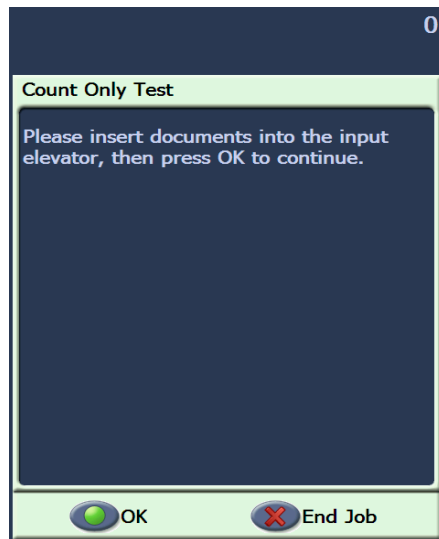 0
Count Only Test
Please insert documents into the input
elevator, then press OK to continue.
OK End Job